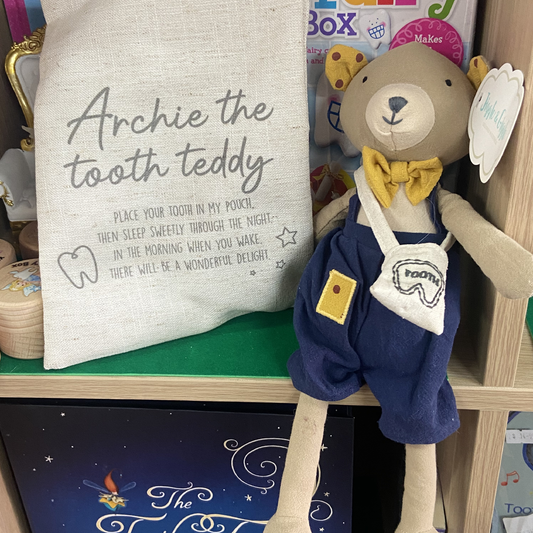 BOX
Makes
Archie the
tooth teddy
PLACE YOUR TOOTH IN MY POUCH,
THEN SLEEP SWEETLY THROUGH THE NIGHT..
IN THE MORNING WHEN YOU WAKE,
THERE WILL BE A WONDERFUL DELIGHT.
TOOTH
The